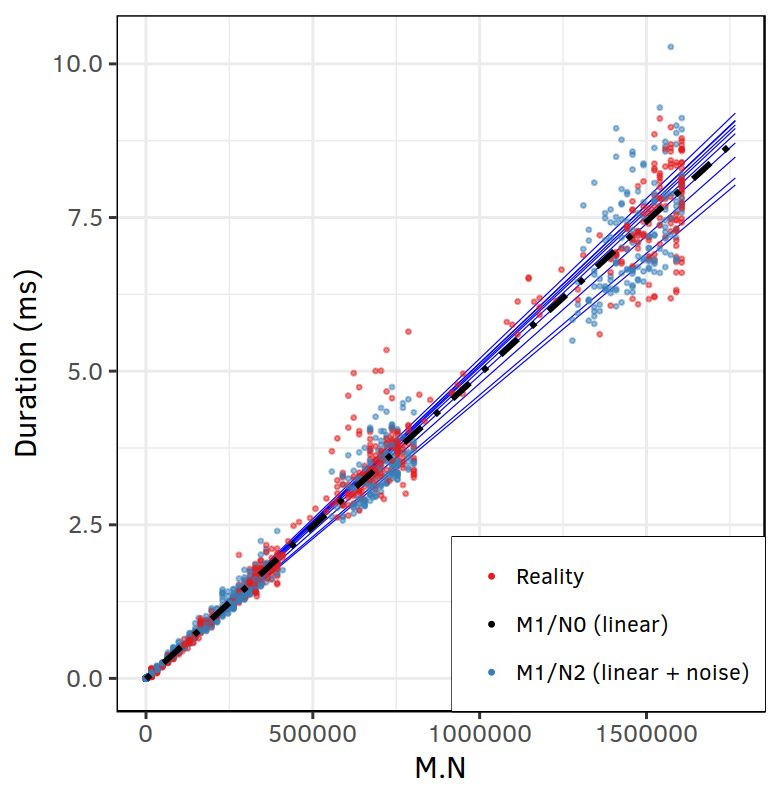 10.0
7.5
5.0
2.5
0.0
Duration (ms)
0 500000 1000000 1500000
M.N
Reality
M1/N0 (linear)
M1/N2 (linear + noise)